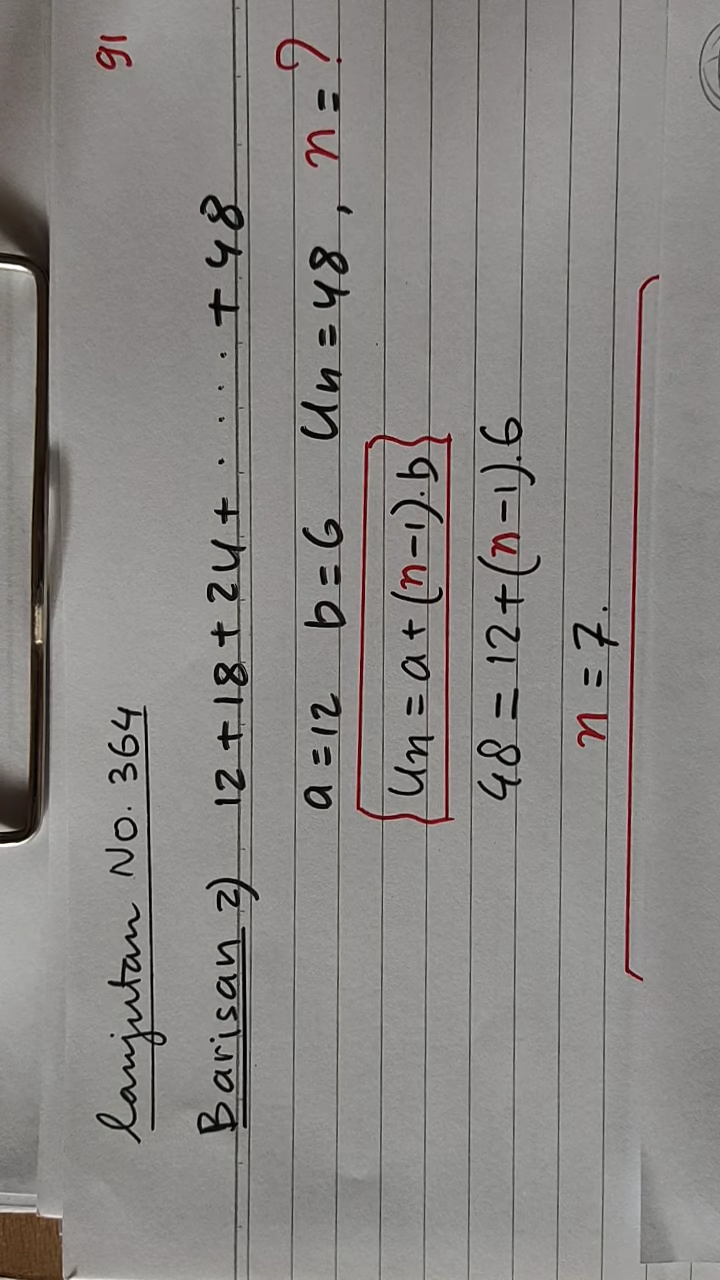 16
Lanjutan No. 364
Barisan 2) 12 + 18 + 24 + ...... + 48
a = 12 b = 6 Un = 48, n = ?
Un = a + (n-1).b
48 = 12 + (n-1).6
n = 7.